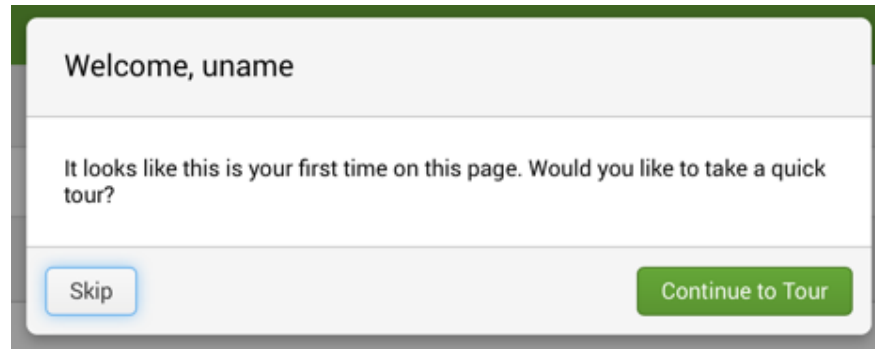 Welcome, uname
It looks like this is your first time on this page. Would you like to take a quick
tour?
Skip
Continue to Tour